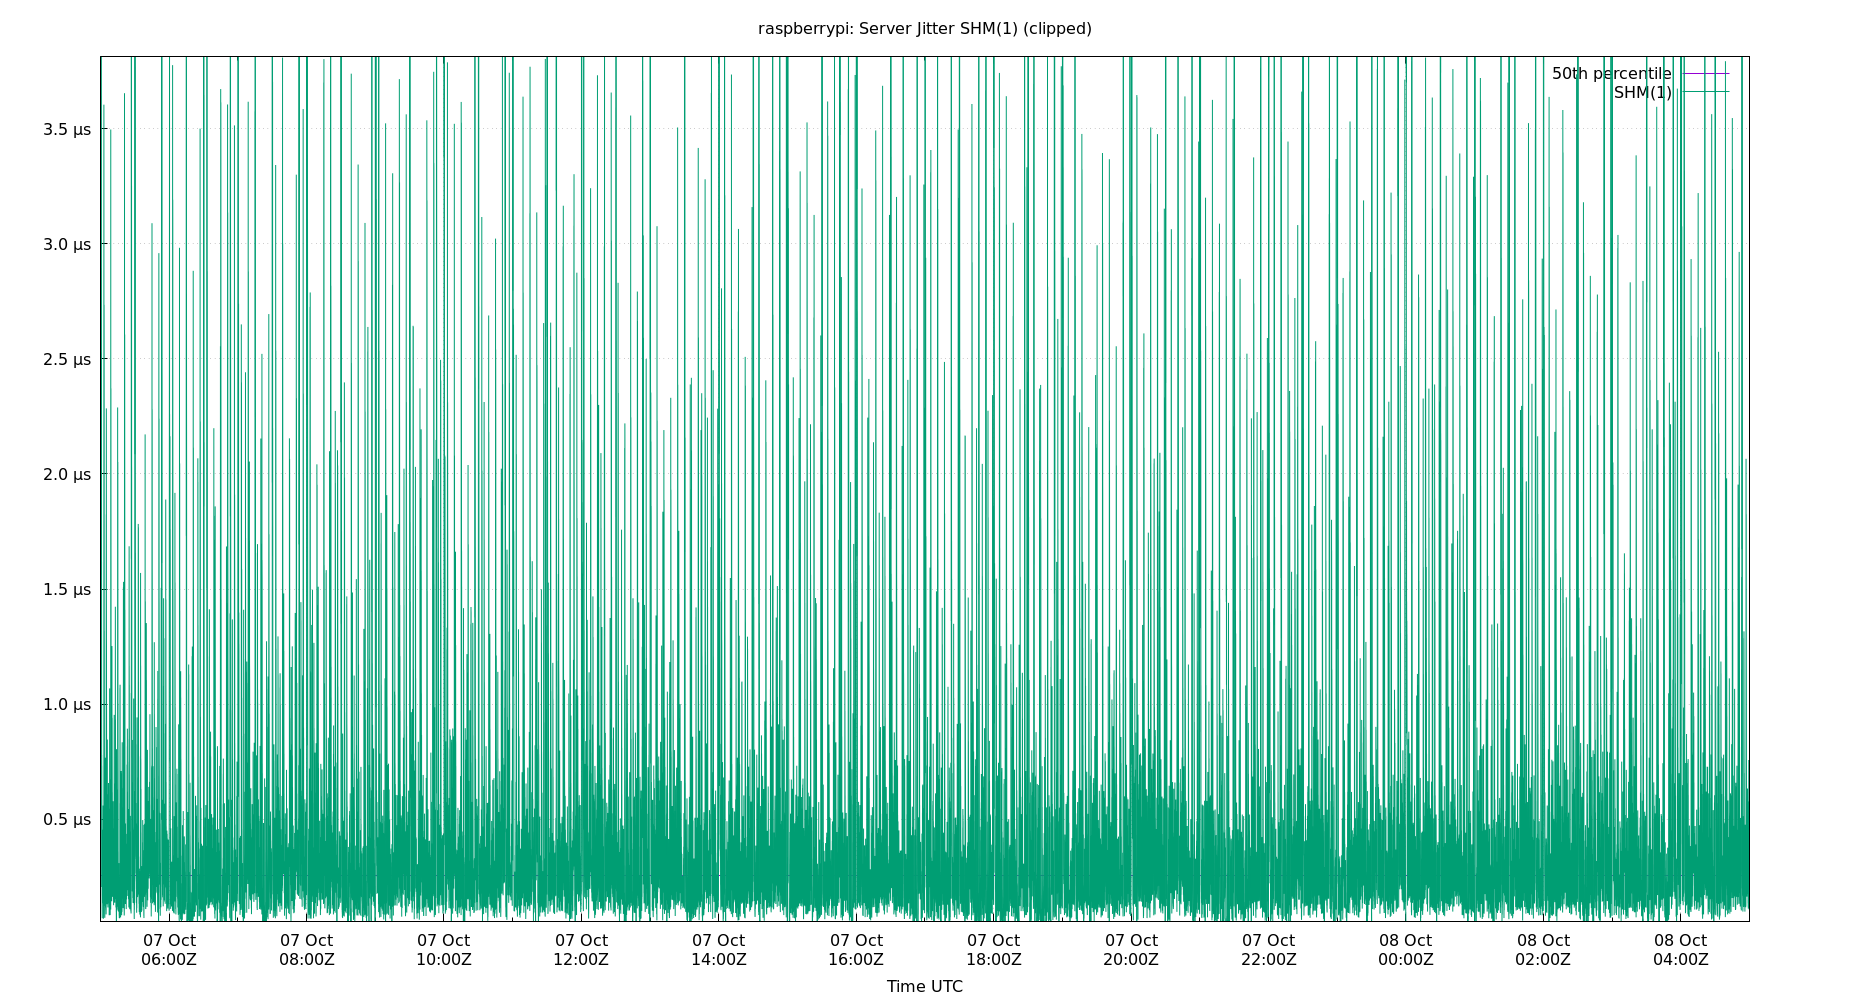 raspberrypi: Server Jitter SHM(1) (clipped)
50th percentile
SHM(1)
3.5 µs
3.0 µs
2.5 µs
2.0 µs
1.5 µs
1.0 µs
0.5 µs
07 Oct 07 Oct 07 Oct 07 Oct 07 Oct 07 Oct 07 Oct 07 Oct 07 Oct 08 Oct 08 Oct 08 Oct
06:00Z 08:00Z 10:00Z 12:00Z 14:00Z 16:00Z 18:00Z 20:00Z 22:00Z 00:00Z 02:00Z 04:00Z
Time UTC